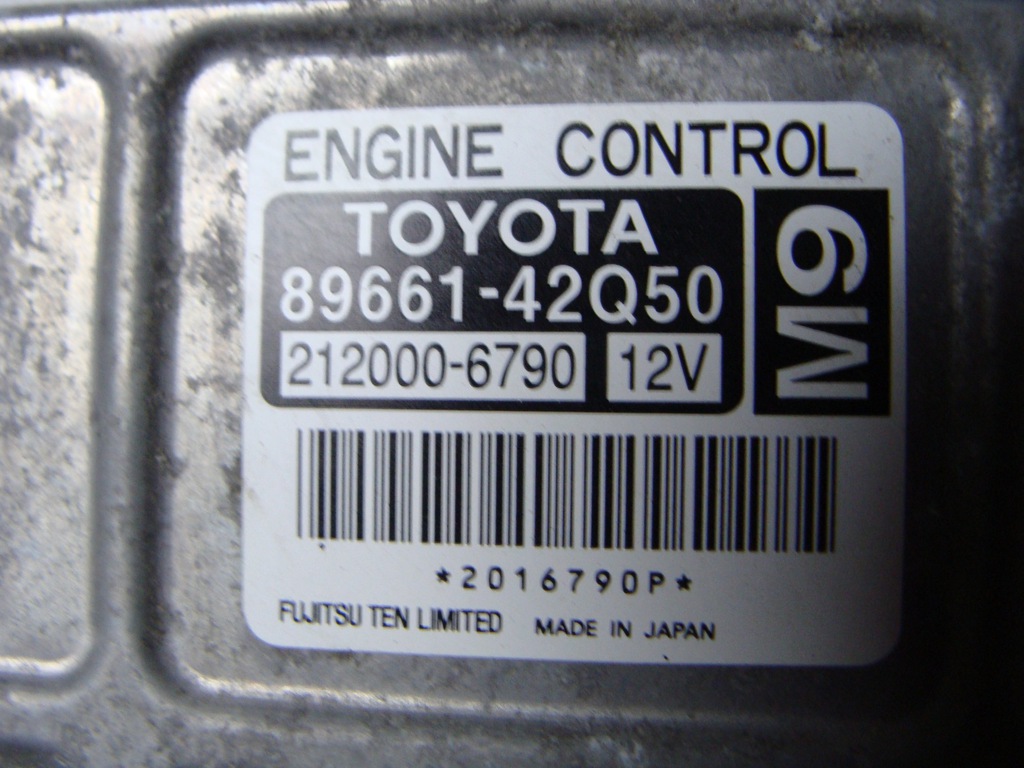 ENGINE CONTROL
TOYOTA
89661-42Q50
212000-6790 12V
M9
*2016790P*
FUJITSU TEN LIMITED MADE IN JAPAN